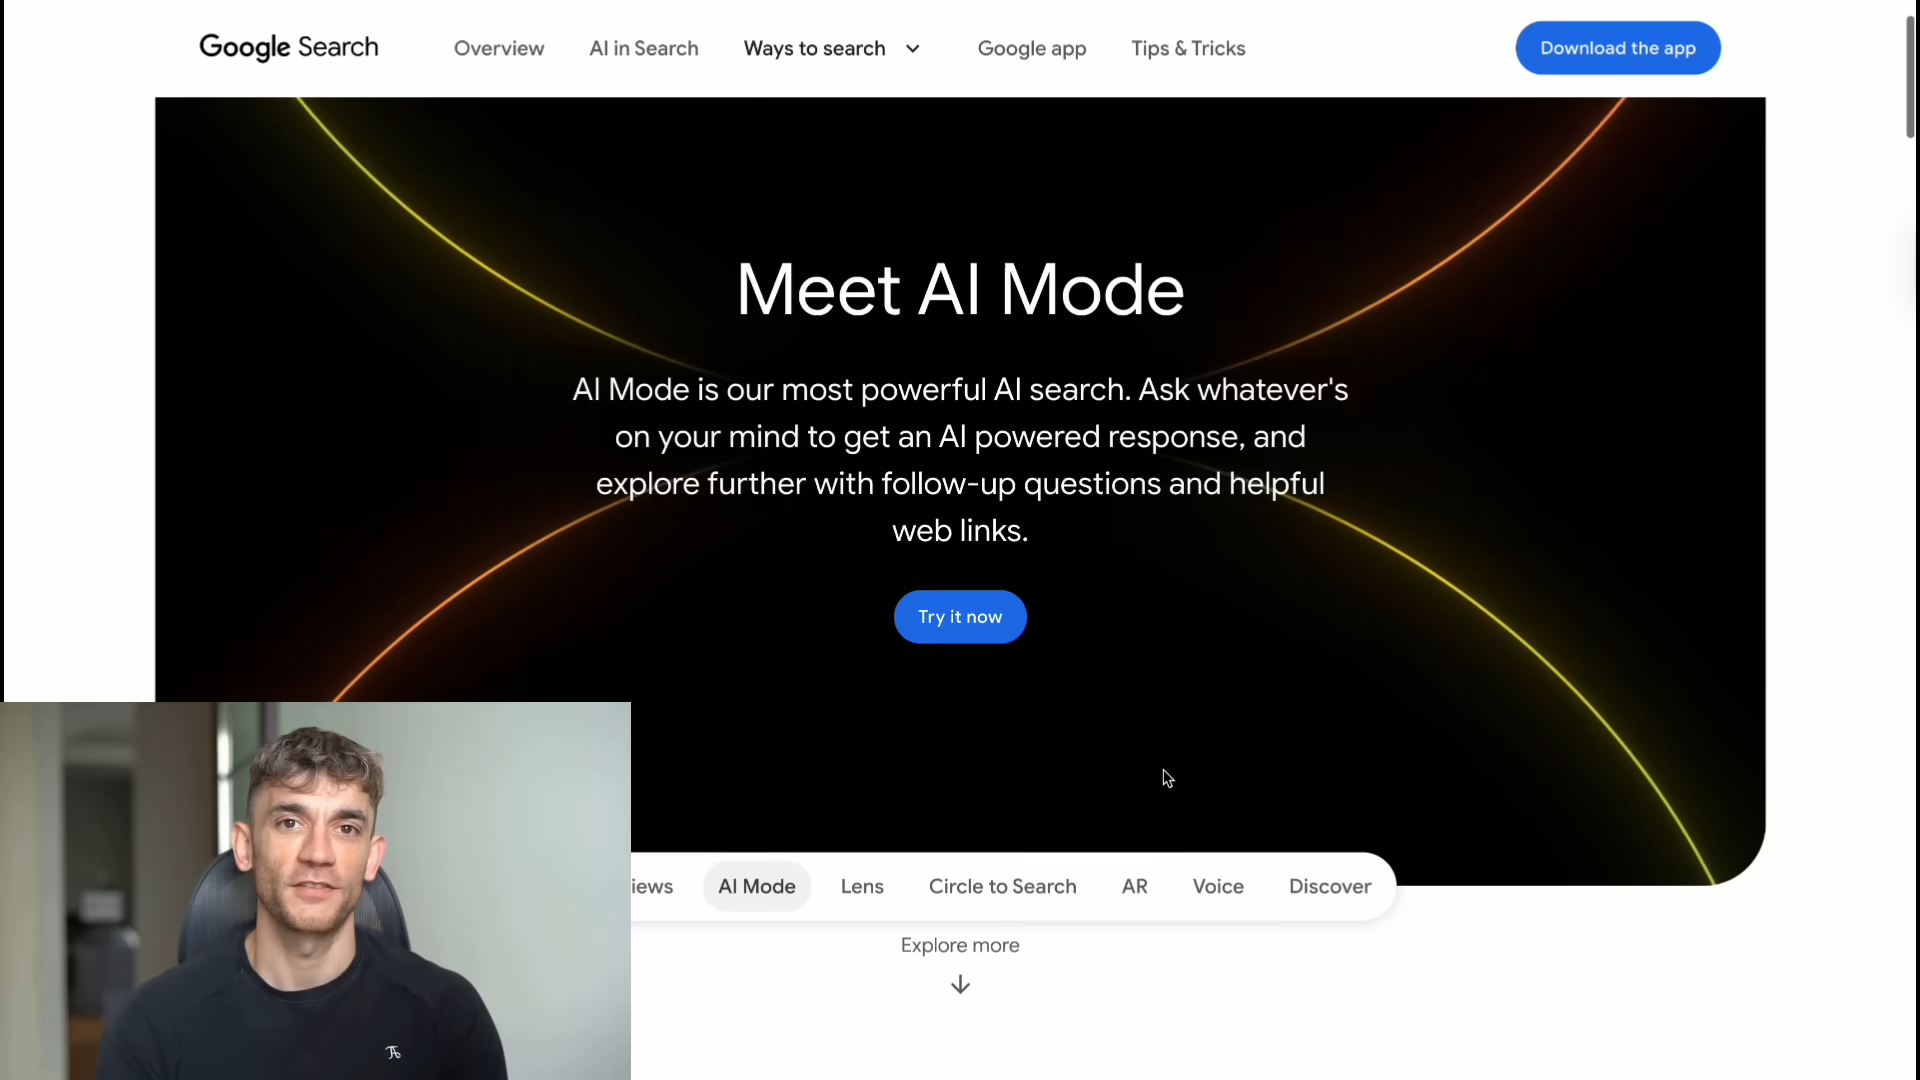 Google Search
Overview
AI in Search
Ways to search
Google app
Tips & Tricks
Download the app
Meet AI Mode
AI Mode is our most powerful AI search. Ask whatever's
on your mind to get an AI powered response, and
explore further with follow-up questions and helpful
web links.
Try it now
iews
AI Mode
Lens
Circle to Search
AR
Voice
Discover
Explore more